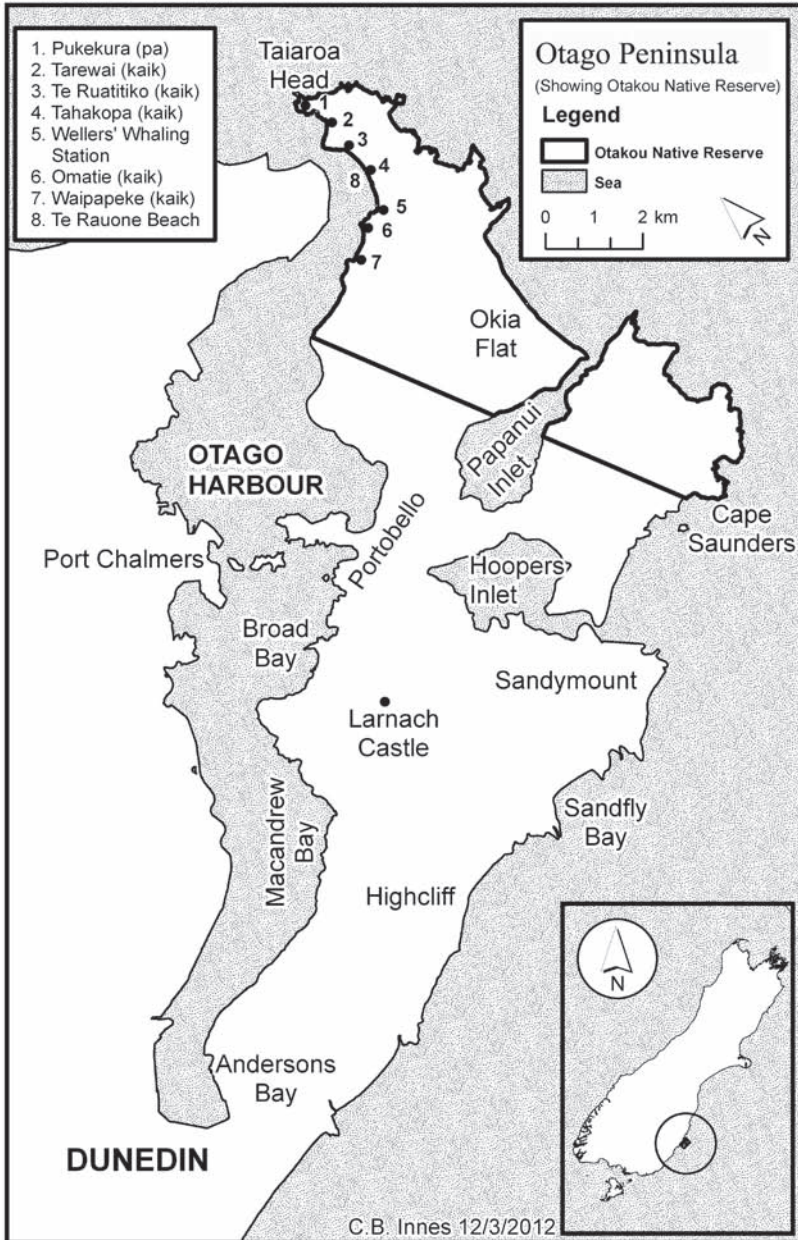 1. Pukekura (pa)
2. Tarewai (kaik)
3. Te Ruatitiko (kaik)
4. Tahakopa (kaik)
5. Wellers' Whaling
Station
6. Omatie (kaik)
7. Waipapeke (kaik)
8. Te Rauone Beach
Taiaroa
Head
Otago Peninsula
(Showing Otakou Native Reserve)
Legend
Otakou Native Reserve
Sea
0 1 2 km
N
1
2
3
4
8
5
6
7
Okia
Flat
Papanui
Inlet
OTAGO
HARBOUR
Portobello
Cape
Saunders
Port Chalmers
Hoopers
Inlet
Broad
Bay
Sandymount
Larnach
Castle
Sandfly
Bay
Macandrew
Bay
Highcliff
N
Andersons
Bay
DUNEDIN
C.B. Innes 12/3/2012